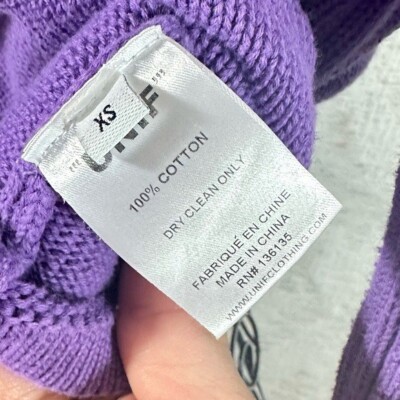 XS
UNIF
100% COTTON
DRY CLEAN ONLY
FABRIQUÉ EN CHINE
MADE IN CHINA
RN# 136135
WWW.UNIFCLOTHING.COM